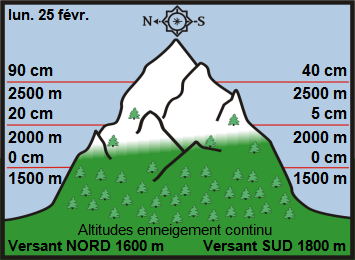 lun. 25 févr.
N S
90 cm 40 cm
2500 m 2500 m
20 cm 5 cm
2000 m 2000 m
0 cm 0 cm
1500 m 1500 m
Altitudes enneigement continu
Versant NORD 1600 m Versant SUD 1800 m